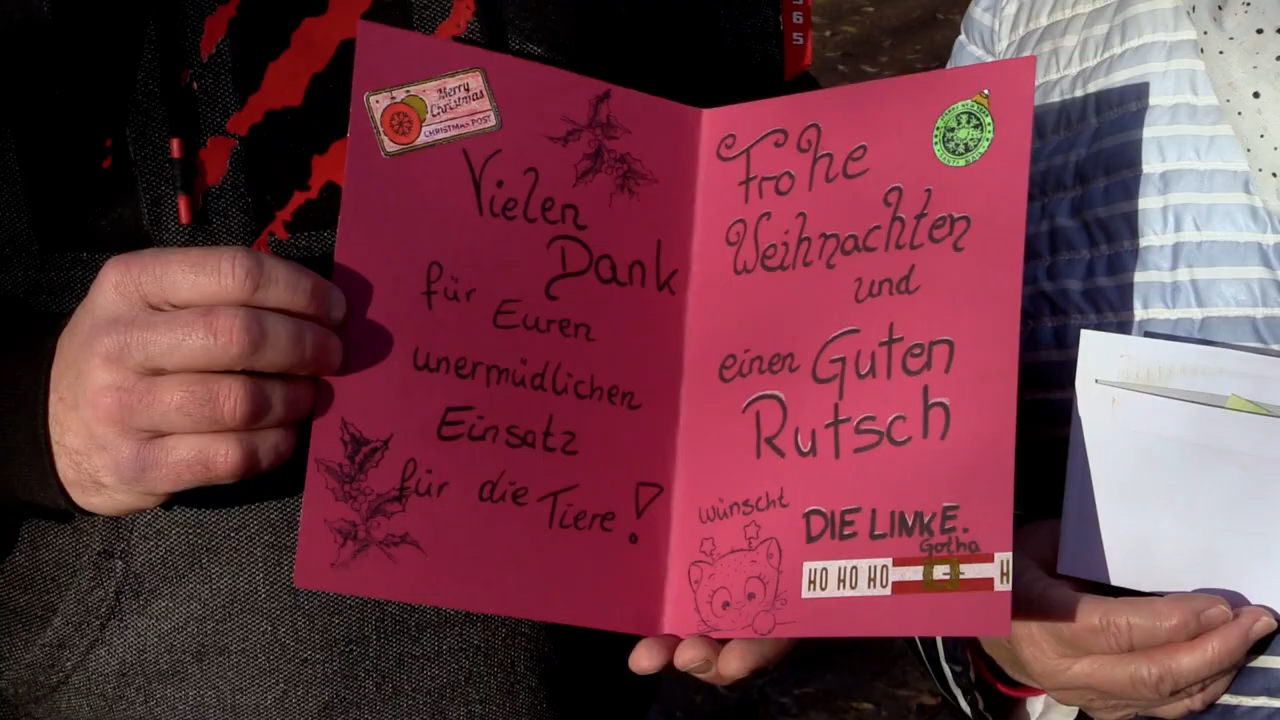 365
Merry
Christmas
CHRISTMAS POST
Vielen
Dank
für
Euren
unermüdlichen
Einsatz
für die Tiere!
Frohe
Weihnachten
und
einen Guten
Rutsch
wünscht
DIE LINKE.
Gotha
HO HO HO
H